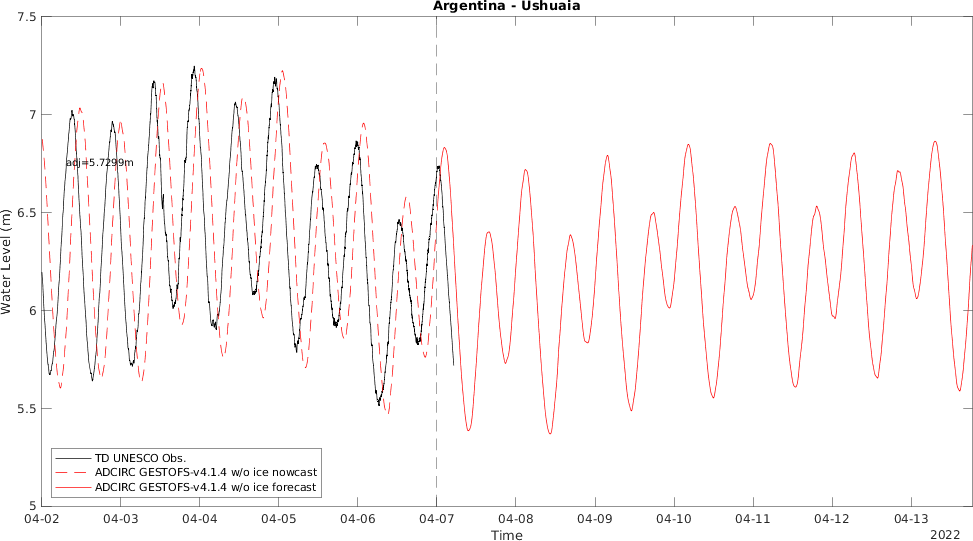 Argentina - Ushuaia
7.5
7
6.5
6
5.5
5
Water Level (m)
adj=5.7299m
TD UNESCO Obs.
ADCIRC GESTOFS-v4.1.4 w/o ice nowcast
ADCIRC GESTOFS-v4.1.4 w/o ice forecast
04-02 04-03 04-04 04-05 04-06 04-07 04-08 04-09 04-10 04-11 04-12 04-13
Time
2022